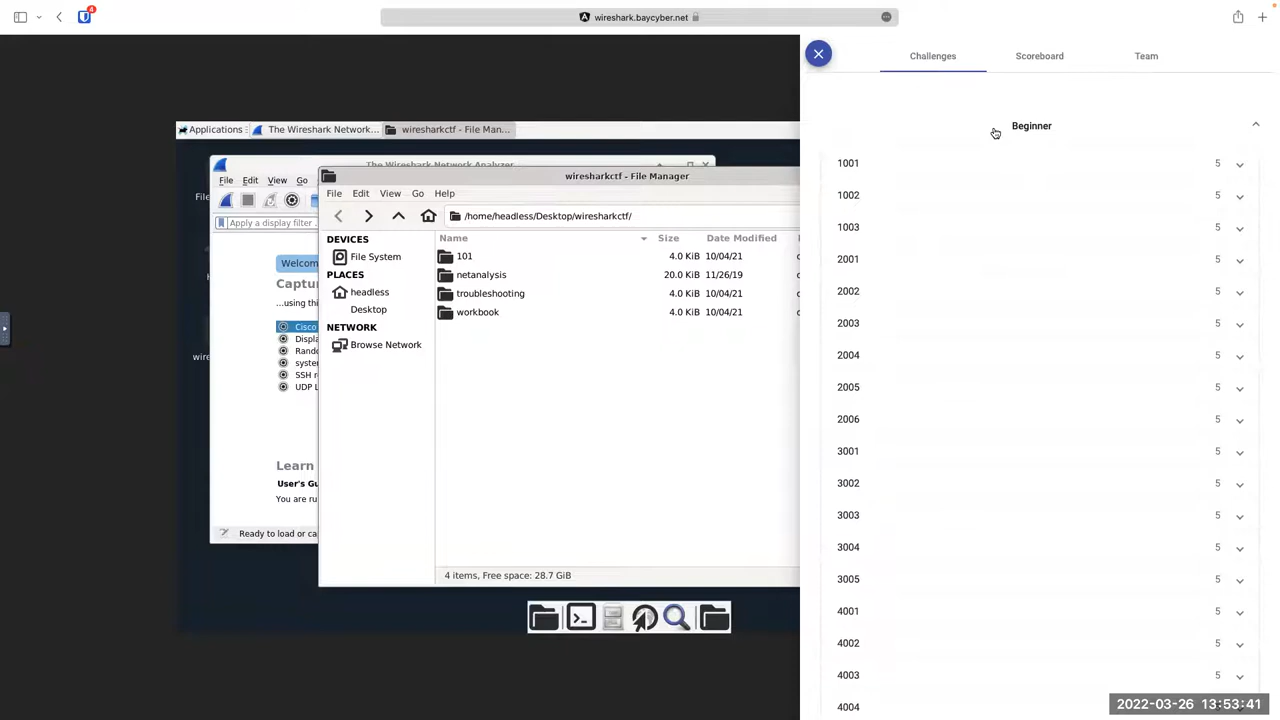 4
wireshark.baycyber.net
Challenges
Scoreboard
Team
Applications
The Wireshark Network...
wiresharkctf - File Man...
Beginner
The Wireshark Network Analyzer
File Edit View Go
wiresharkctf - File Manager
File Edit View Go Help
Apply a display filter
/home/headless/Desktop/wiresharkctf/
DEVICES
File System
PLACES
headless
Desktop
NETWORK
Browse Network
Name Size Date Modified
101 4.0 KiB 10/04/21
netanalysis 20.0 KiB 11/26/19
troubleshooting 4.0 KiB 10/04/21
workbook 4.0 KiB 10/04/21
4 items, Free space: 28.7 GiB
File
wire
Welcom
Captu
...using thi
Cisco
Displa
Rando
syste
SSH r
UDP L
Learn
User's Gu
You are ru
Ready to load or ca
1001 5
1002 5
1003 5
2001 5
2002 5
2003 5
2004 5
2005 5
2006 5
3001 5
3002 5
3003 5
3004 5
3005 5
4001 5
4002 5
4003 5
4004
2022-03-26 13:53:41